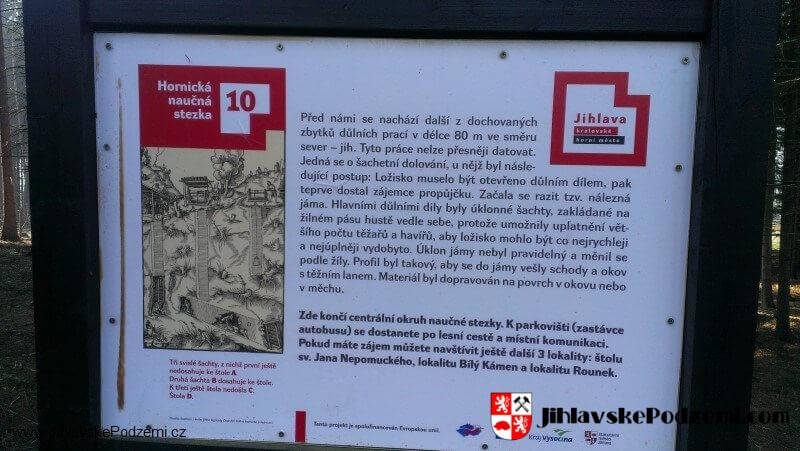 Hornická
naučná
stezka
10
Jihlava
královské
horní město
Před námi se nachází další z dochovaných
zbytků důlních prací v délce 80 m ve směru
sever – jih. Tyto práce nelze přesněji datovat.
Jedná se o šachetní dolování, u nějž byl násle-
dující postup: Ložisko muselo být otevřeno důlním dílem, pak
teprve dostal zájemce propůjčku. Začala se razit tzv. nálezná
jáma. Hlavními důlními díly byly úklonné šachty, zakládané na
žilném pásu hustě vedle sebe, protože umožnily uplatnění vět-
šího počtu těžařů a havířů, aby ložisko mohlo být co nejrychleji
a nejúplněji vydobyto. Úklon jámy nebyl pravidelný a měnil se
podle žíly. Profil byl takový, aby se do jámy vešly schody a okov
s těžním lanem. Materiál byl dopravován na povrch v okovu nebo
v měchu.
Zde končí centrální okruh naučné stezky. K parkovišti (zastávce
autobusu) se dostanete po lesní cestě a místní komunikaci.
Pokud máte zájem můžete navštívit ještě další 3 lokality: štolu
sv. Jana Nepomuckého, lokalitu Bílý Kámen a lokalitu Rounek.
Tři svislé šachty, z nichž první ještě
nedosahuje ke štole A.
Druhá šachta B dosahuje ke štole.
K třetí ještě štola nedošla C.
Štola D.
Tento projekt je spolufinancován Evropskou unií.
Kraj Vysočina
JihlavskePodzemi.com
www.JihlavskePodzemi.cz